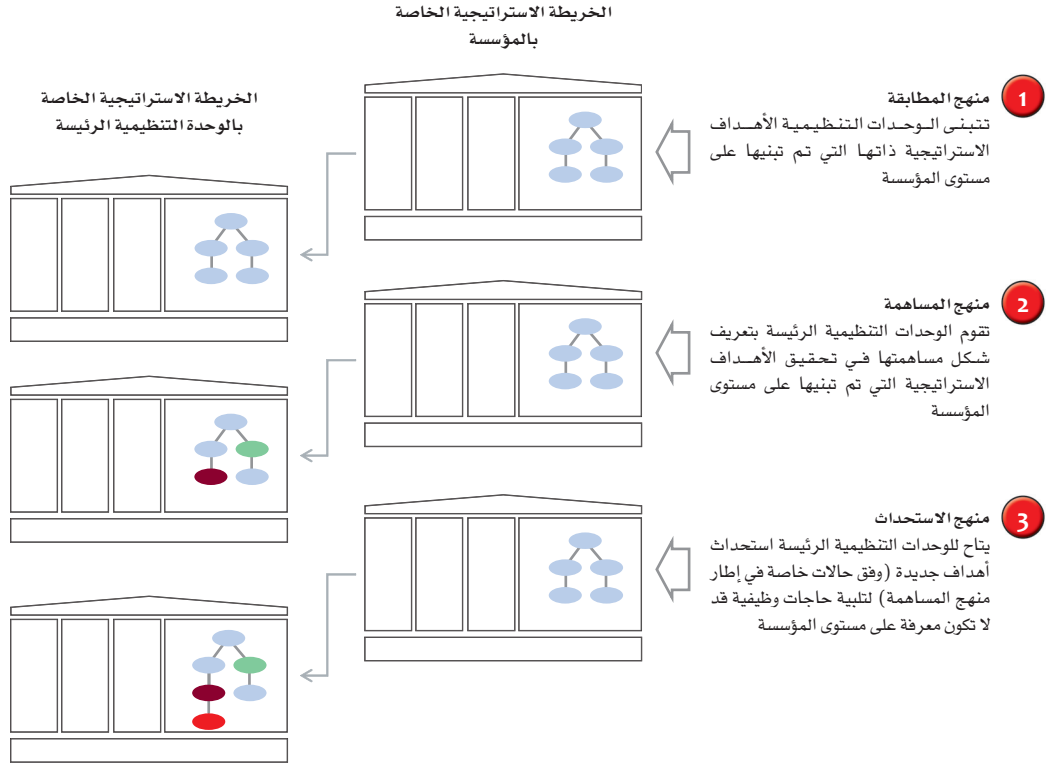 الخريطة الاستراتيجية الخاصة
بالمؤسسة
الخريطة الاستراتيجية الخاصة
بالوحدة التنظيمية الرئيسة
1
منهج المطابقة
تتبنى الوحدات التنظيمية الأهداف
الاستراتيجية ذاتها التي تم تبنيها على
مستوى المؤسسة
2
منهج المساهمة
تقوم الوحدات التنظيمية الرئيسة بتعريف
شكل مساهمتها في تحقيق الأهداف
الاستراتيجية التي تم تبنيها على مستوى
المؤسسة
3
منهج الاستحداث
يتاح للوحدات التنظيمية الرئيسة استحداث
أهداف جديدة (وفق حالات خاصة في إطار
منهج المساهمة) لتلبية حاجات وظيفية قد
لا تكون معرفة على مستوى المؤسسة